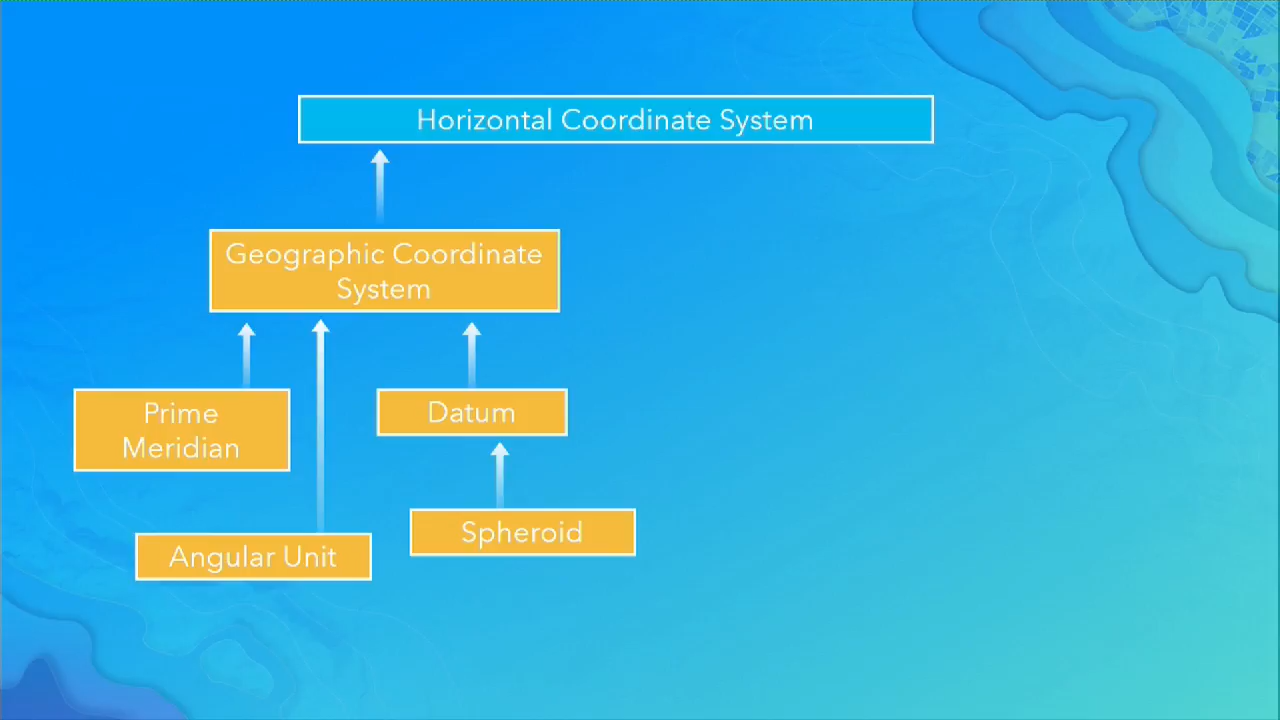 Horizontal Coordinate System
Geographic Coordinate
System
Prime
Meridian
Datum
Spheroid
Angular Unit